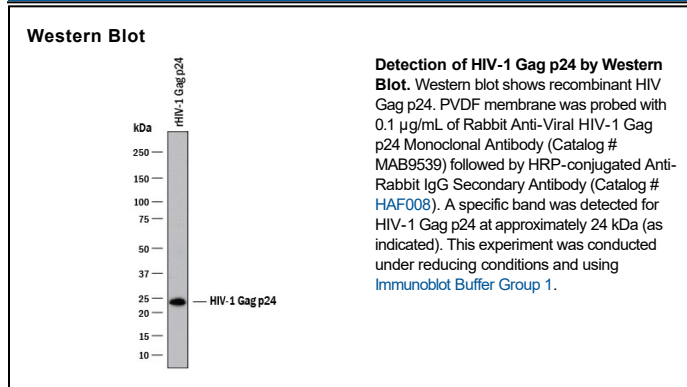 Western Blot
rHIV-1 Gag p24
kDa
250
150
100
75
50
37
25
20
15
10
HIV-1 Gag p24
Detection of HIV-1 Gag p24 by Western
Blot. Western blot shows recombinant HIV
Gag p24. PVDF membrane was probed with
0.1 µg/mL of Rabbit Anti-Viral HIV-1 Gag
p24 Monoclonal Antibody (Catalog #
MAB9539) followed by HRP-conjugated Anti-
Rabbit IgG Secondary Antibody (Catalog #
HAF008). A specific band was detected for
HIV-1 Gag p24 at approximately 24 kDa (as
indicated). This experiment was conducted
under reducing conditions and using
Immunoblot Buffer Group 1.